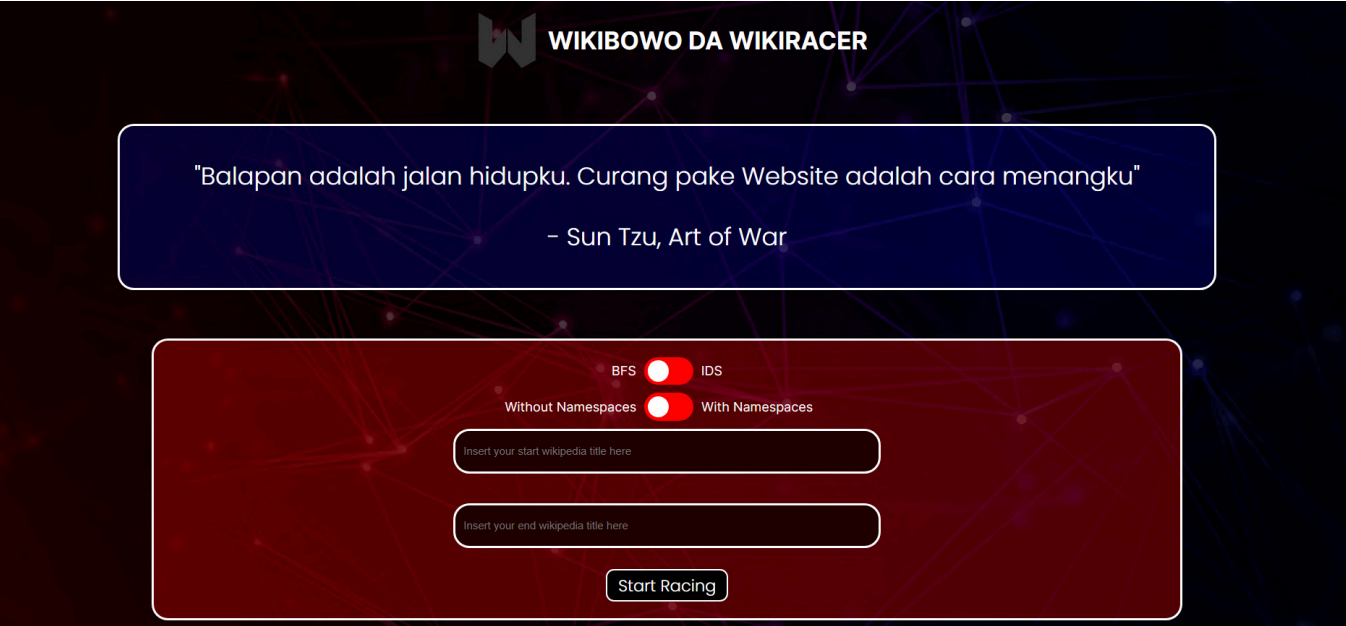 WIKIBOWO DA WIKIRACER
"Balapan adalah jalan hidupku. Curang pake Website adalah cara menangku"
- Sun Tzu, Art of War
BFS IDS
Without Namespaces With Namespaces
Insert your start wikipedia title here
Insert your end wikipedia title here
Start Racing